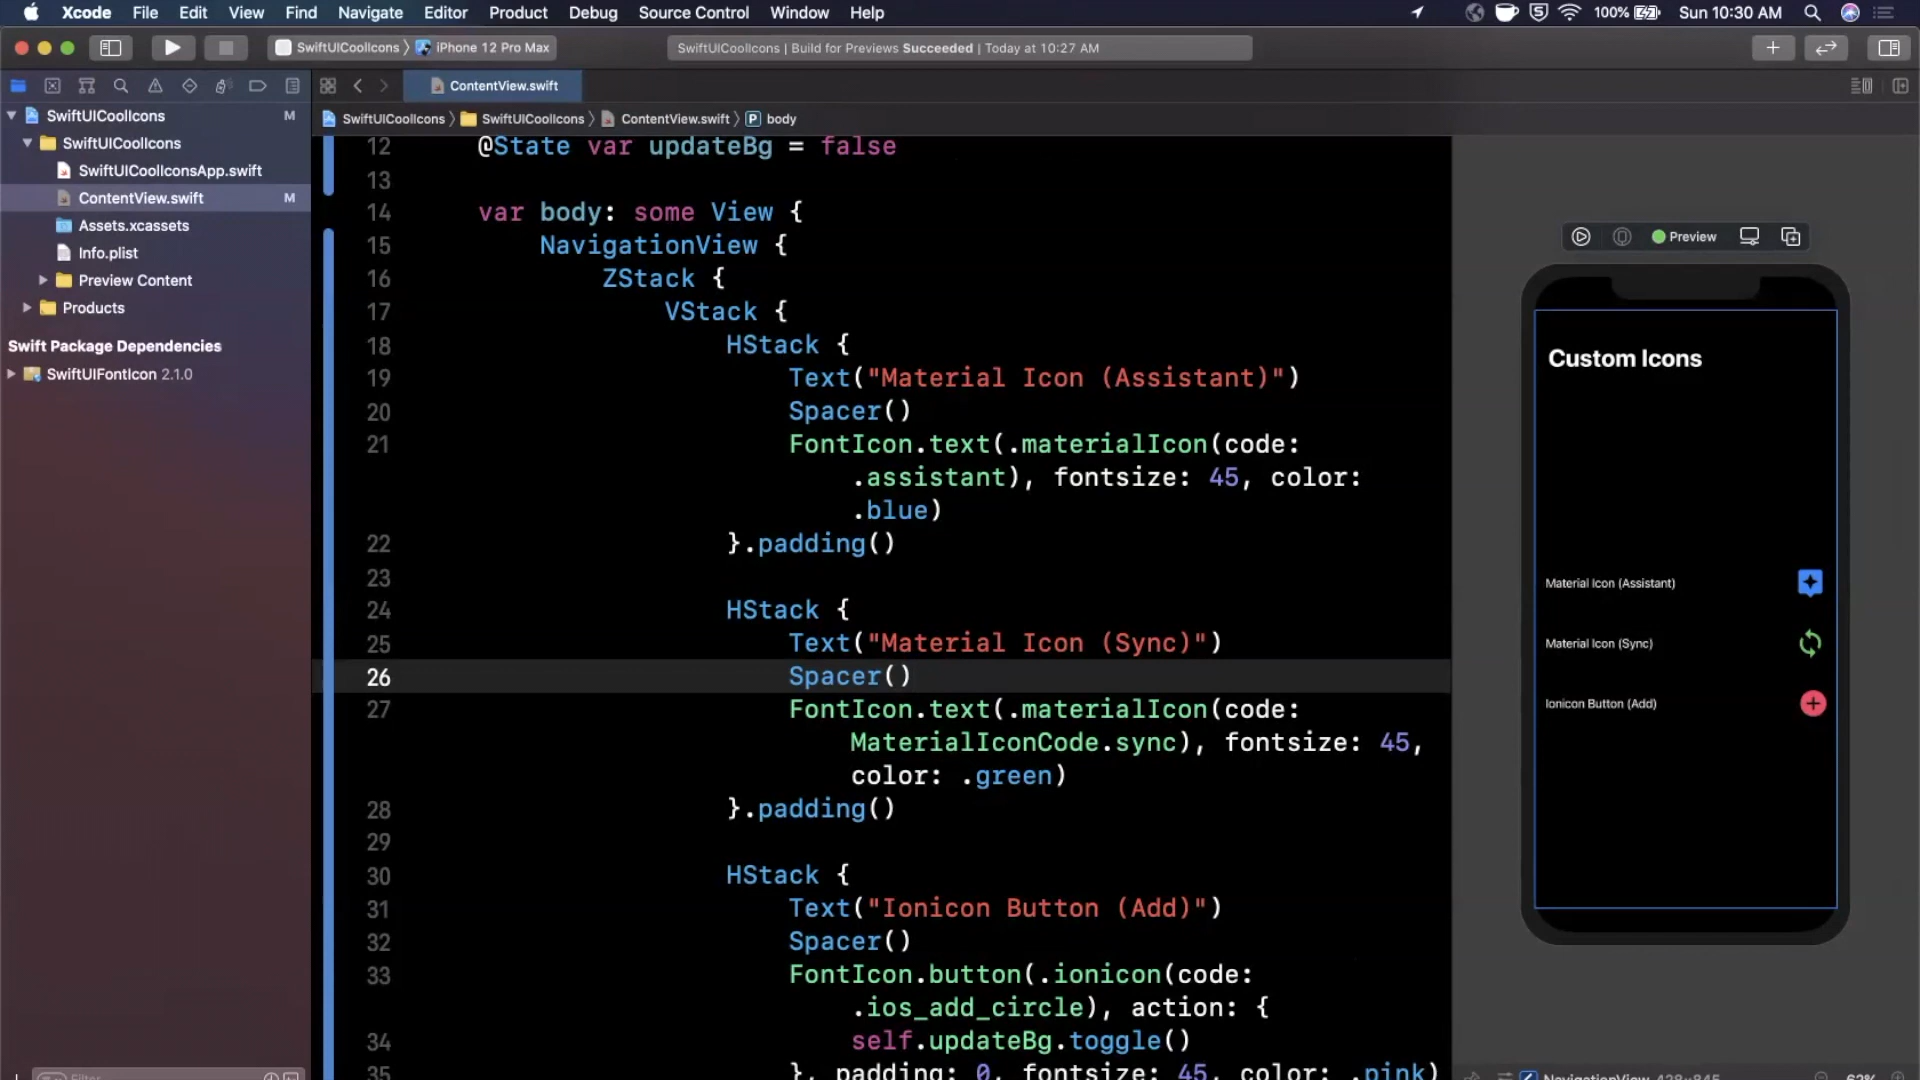 Xcode File Edit View Find Navigate Editor Product Debug Source Control Window Help 100% Sun 10:30 AM
SwiftUICoolIcons iPhone 12 Pro Max SwiftUICoolIcons | Build for Previews Succeeded | Today at 10:27 AM
ContentView.swift
SwiftUICoolIcons M
SwiftUICoolIcons
SwiftUICoolIconsApp.swift
ContentView.swift M
Assets.xcassets
Info.plist
Preview Content
Products
Swift Package Dependencies
SwiftUIFontIcon 2.1.0
Filter
SwiftUICoolIcons SwiftUICoolIcons ContentView.swift P body
12 @State var updateBg = false
13
14 var body: some View {
15 NavigationView {
16 ZStack {
17 VStack {
18 HStack {
19 Text("Material Icon (Assistant)")
20 Spacer()
21 FontIcon.text(.materialIcon(code:
.assistant), fontsize: 45, color:
.blue)
22 }.padding()
23
24 HStack {
25 Text("Material Icon (Sync)")
26 Spacer()
27 FontIcon.text(.materialIcon(code:
MaterialIconCode.sync), fontsize: 45,
color: .green)
28 }.padding()
29
30 HStack {
31 Text("Ionicon Button (Add)")
32 Spacer()
33 FontIcon.button(.ionicon(code:
.ios_add_circle), action: {
34 self.updateBg.toggle()
35 }, padding: 0, fontsize: 45, color: .pink)
Preview
Custom Icons
Material Icon (Assistant)
Material Icon (Sync)
Ionicon Button (Add)
NavigationView 428×845 62%